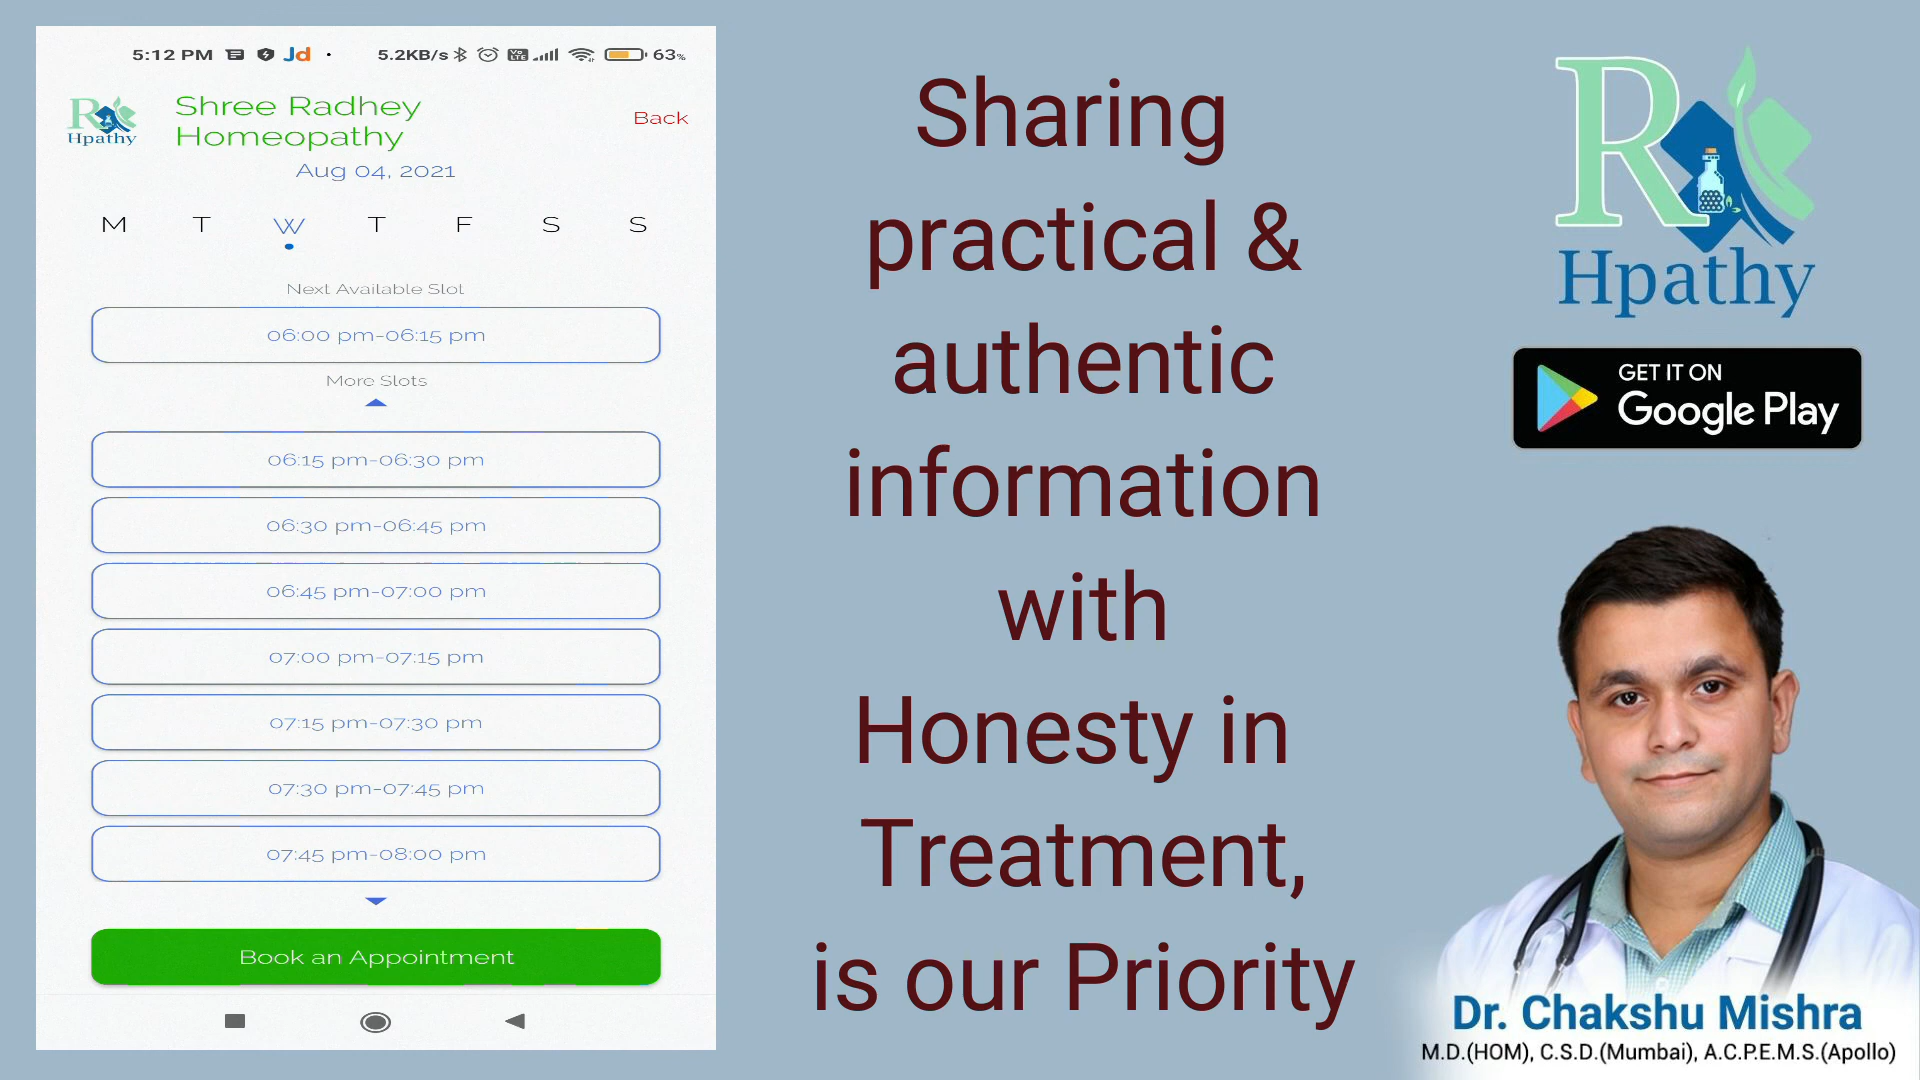 5:12 PM Jd 5.2KB/s Vo LTE 63%
R
Hpathy
Shree Radhey
Homeopathy
Back
Aug 04, 2021
M T W T F S S
Next Available Slot
06:00 pm-06:15 pm
More Slots
06:15 pm-06:30 pm
06:30 pm-06:45 pm
06:45 pm-07:00 pm
07:00 pm-07:15 pm
07:15 pm-07:30 pm
07:30 pm-07:45 pm
07:45 pm-08:00 pm
Book an Appointment
Sharing
practical &
authentic
information
with
Honesty in
Treatment,
is our Priority
R
Hpathy
GET IT ON
Google Play
Dr. Chakshu Mishra
M.D.(HOM), C.S.D.(Mumbai), A.C.P.E.M.S.(Apollo)